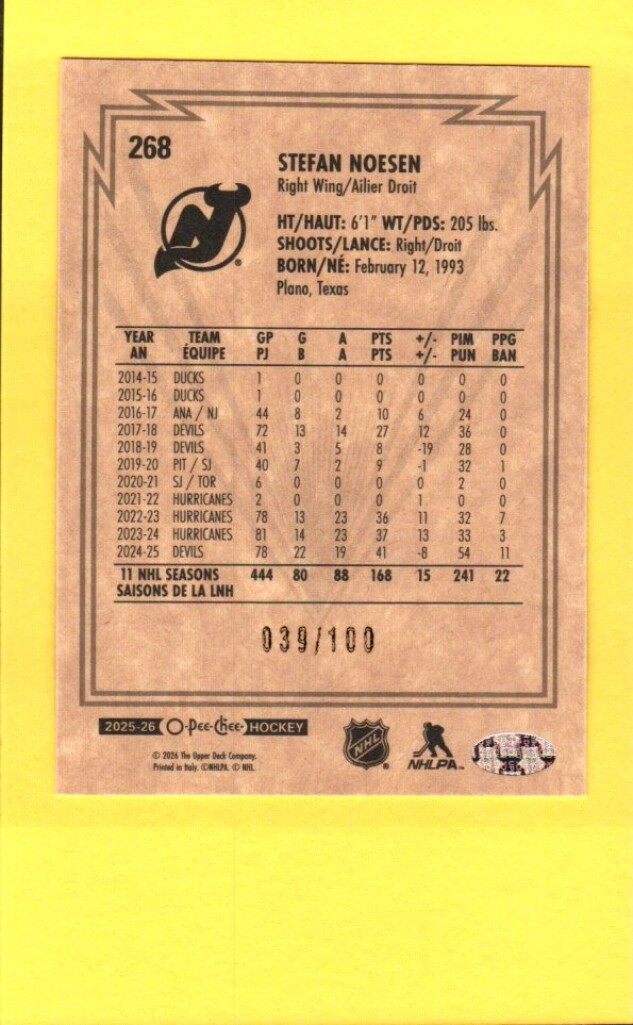 268
STEFAN NOESEN
Right Wing/Ailier Droit
HT/HAUT: 6'1" WT/PDS: 205 lbs.
SHOOTS/LANCE: Right/Droit
BORN/NÉ: February 12, 1993
Plano, Texas
YEAR TEAM GP G A PTS +/- PIM PPG
AN ÉQUIPE PJ B A PTS +/- PUN BAN
2014-15 DUCKS 1 0 0 0 0 0 0
2015-16 DUCKS 1 0 0 0 0 0 0
2016-17 ANA / NJ 44 8 2 10 6 24 0
2017-18 DEVILS 72 13 14 27 12 36 0
2018-19 DEVILS 41 3 5 8 -19 28 0
2019-20 PIT / SJ 40 7 2 9 -1 32 1
2020-21 SJ / TOR 6 0 0 0 0 2 0
2021-22 HURRICANES 2 0 0 0 1 0 0
2022-23 HURRICANES 78 13 23 36 11 32 7
2023-24 HURRICANES 81 14 23 37 13 33 3
2024-25 DEVILS 78 22 19 41 -8 54 11
11 NHL SEASONS 444 80 88 168 15 241 22
SAISONS DE LA LNH
039/100
2025-26 O-Pee-Chee HOCKEY
NHL
NHLPA™
© 2026 The Upper Deck Company.
Printed in Italy. ©NHLPA. © NHL.